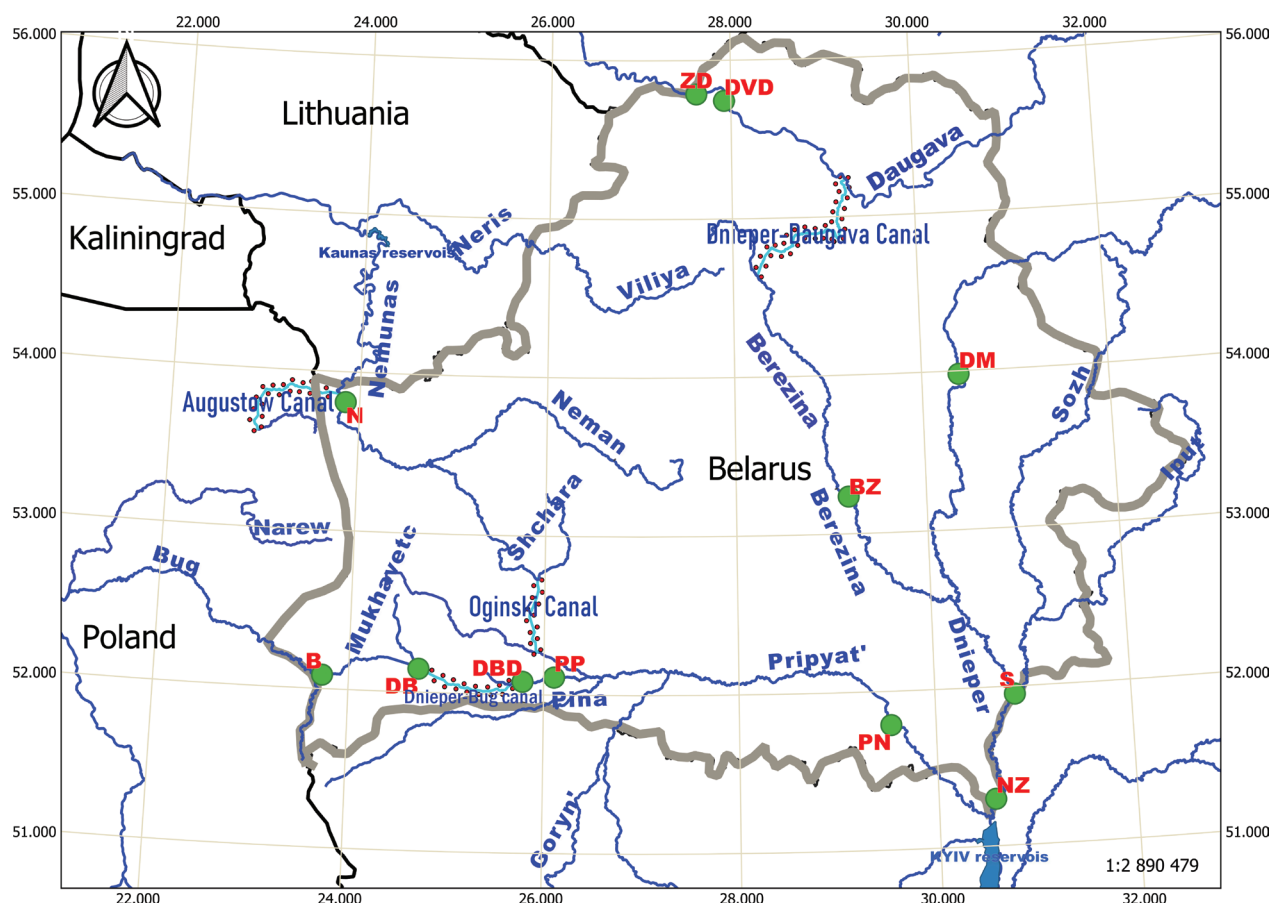 22.000 24.000 26.000 28.000 30.000 32.000
56.000 56.000
ZD DVD
Lithuania
Daugava
55.000 55.000
Kaliningrad
Neris
Dnieper-Daugava Canal
Kaunas reservois
Viliya
Nemunas
54.000 54.000
DM
Berezina
Sozh
Augustow Canal
N
Neman
Iput'
Belarus
BZ
Shchara
53.000 53.000
Narew
Berezina
Bug
Mukhavetc
Oginski Canal
Poland
Dnieper
B
DBD PP
Pripyat'
52.000 52.000
DB
S
Dnieper-Bug canal
Pina
PN
NZ
Goryn'
51.000 51.000
KYIV reservois
1:2 890 479
22.000 24.000 26.000 28.000 30.000 32.000